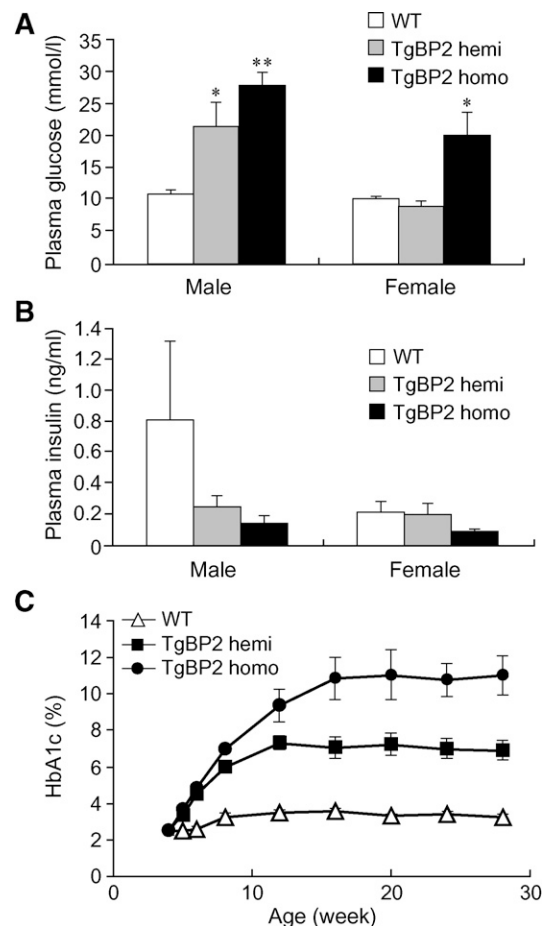 A
Plasma glucose (mmol/l)
35
30
25
20
15
10
5
0
WT
TgBP2 hemi
TgBP2 homo
*
**
*
Male
Female
B
Plasma insulin (ng/ml)
1.4
1.2
1.0
0.8
0.6
0.4
0.2
0
WT
TgBP2 hemi
TgBP2 homo
Male
Female
C
HbA1c (%)
14
12
10
8
6
4
2
0
WT
TgBP2 hemi
TgBP2 homo
0
10
20
30
Age (week)